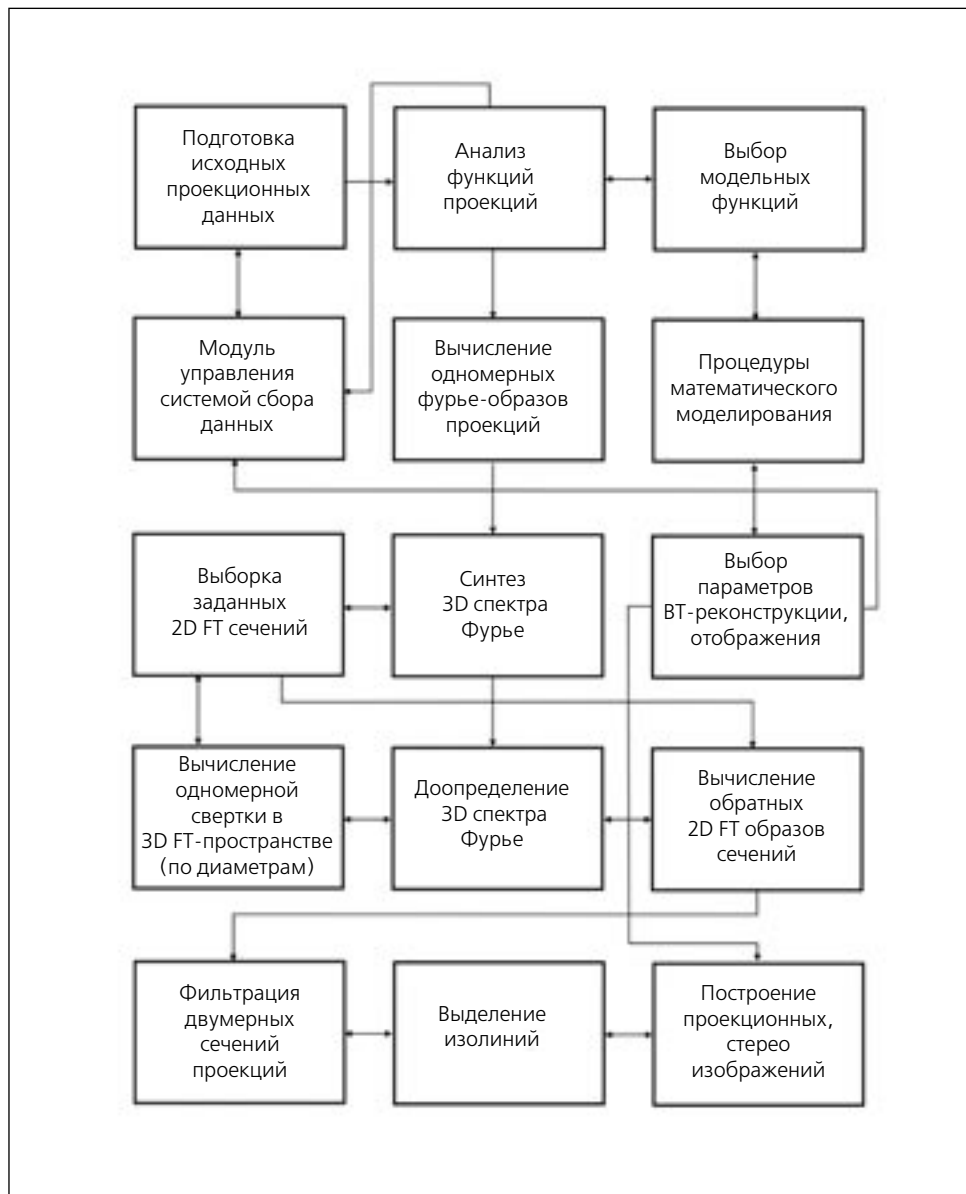 Подготовка
исходных
проекционных
данных
Анализ
функций
проекций
Выбор
модельных
функций
Модуль
управления
системой сбора
данных
Вычисление
одномерных
фурье-образов
проекций
Процедуры
математического
моделирования
Выборка
заданных
2D FT сечений
Синтез
3D спектра
Фурье
Выбор
параметров
ВТ-реконструкции,
отображения
Вычисление
одномерной
свертки в
3D FT-пространстве
(по диаметрам)
Доопределение
3D спектра
Фурье
Вычисление
обратных
2D FT образов
сечений
Фильтрация
двумерных
сечений
проекций
Выделение
изолиний
Построение
проекционных,
стерео
изображений